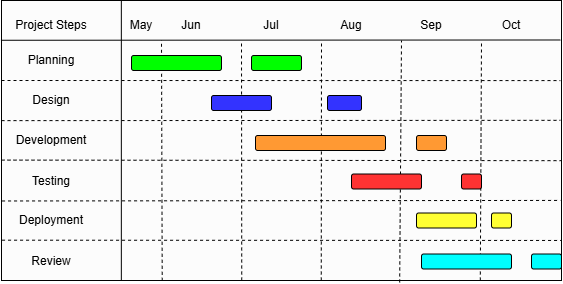 Project Steps May Jun Jul Aug Sep Oct
Planning
Design
Development
Testing
Deployment
Review